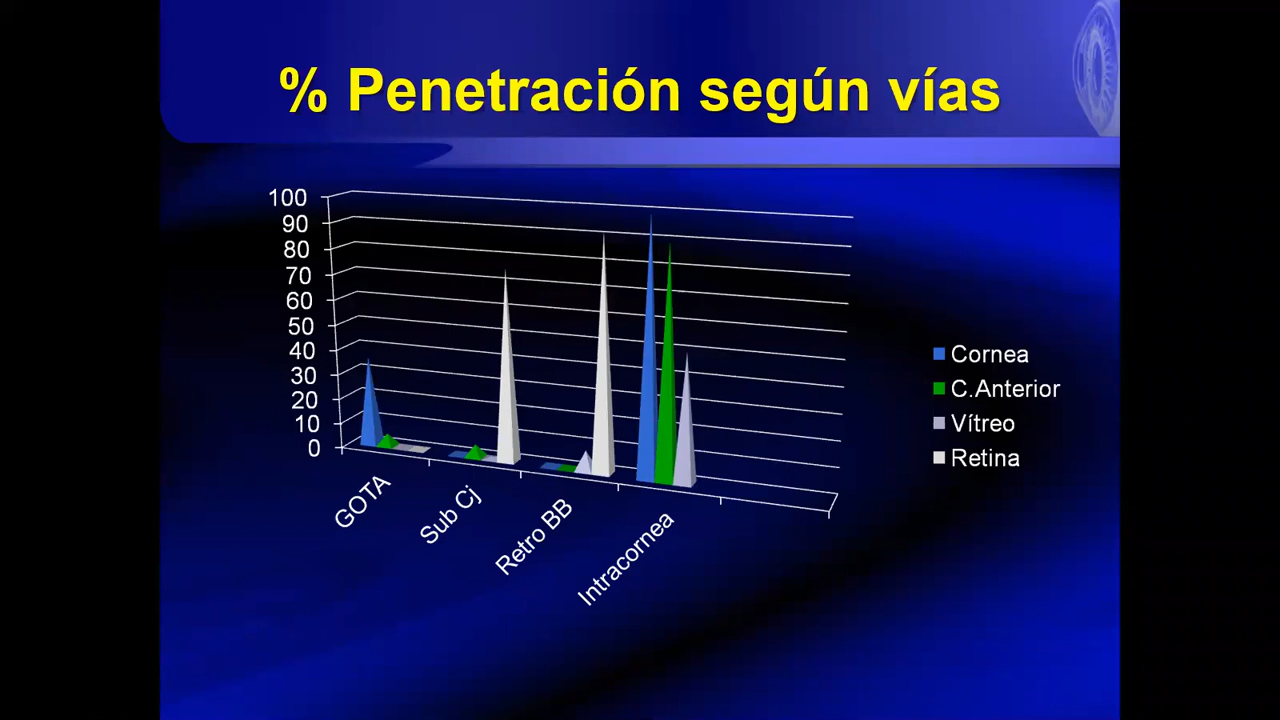 % Penetración según vías
100
90
80
70
60
50
40
30
20
10
0
GOTA
Sub Cj
Retro BB
Intracornea
Cornea
C.Anterior
Vítreo
Retina